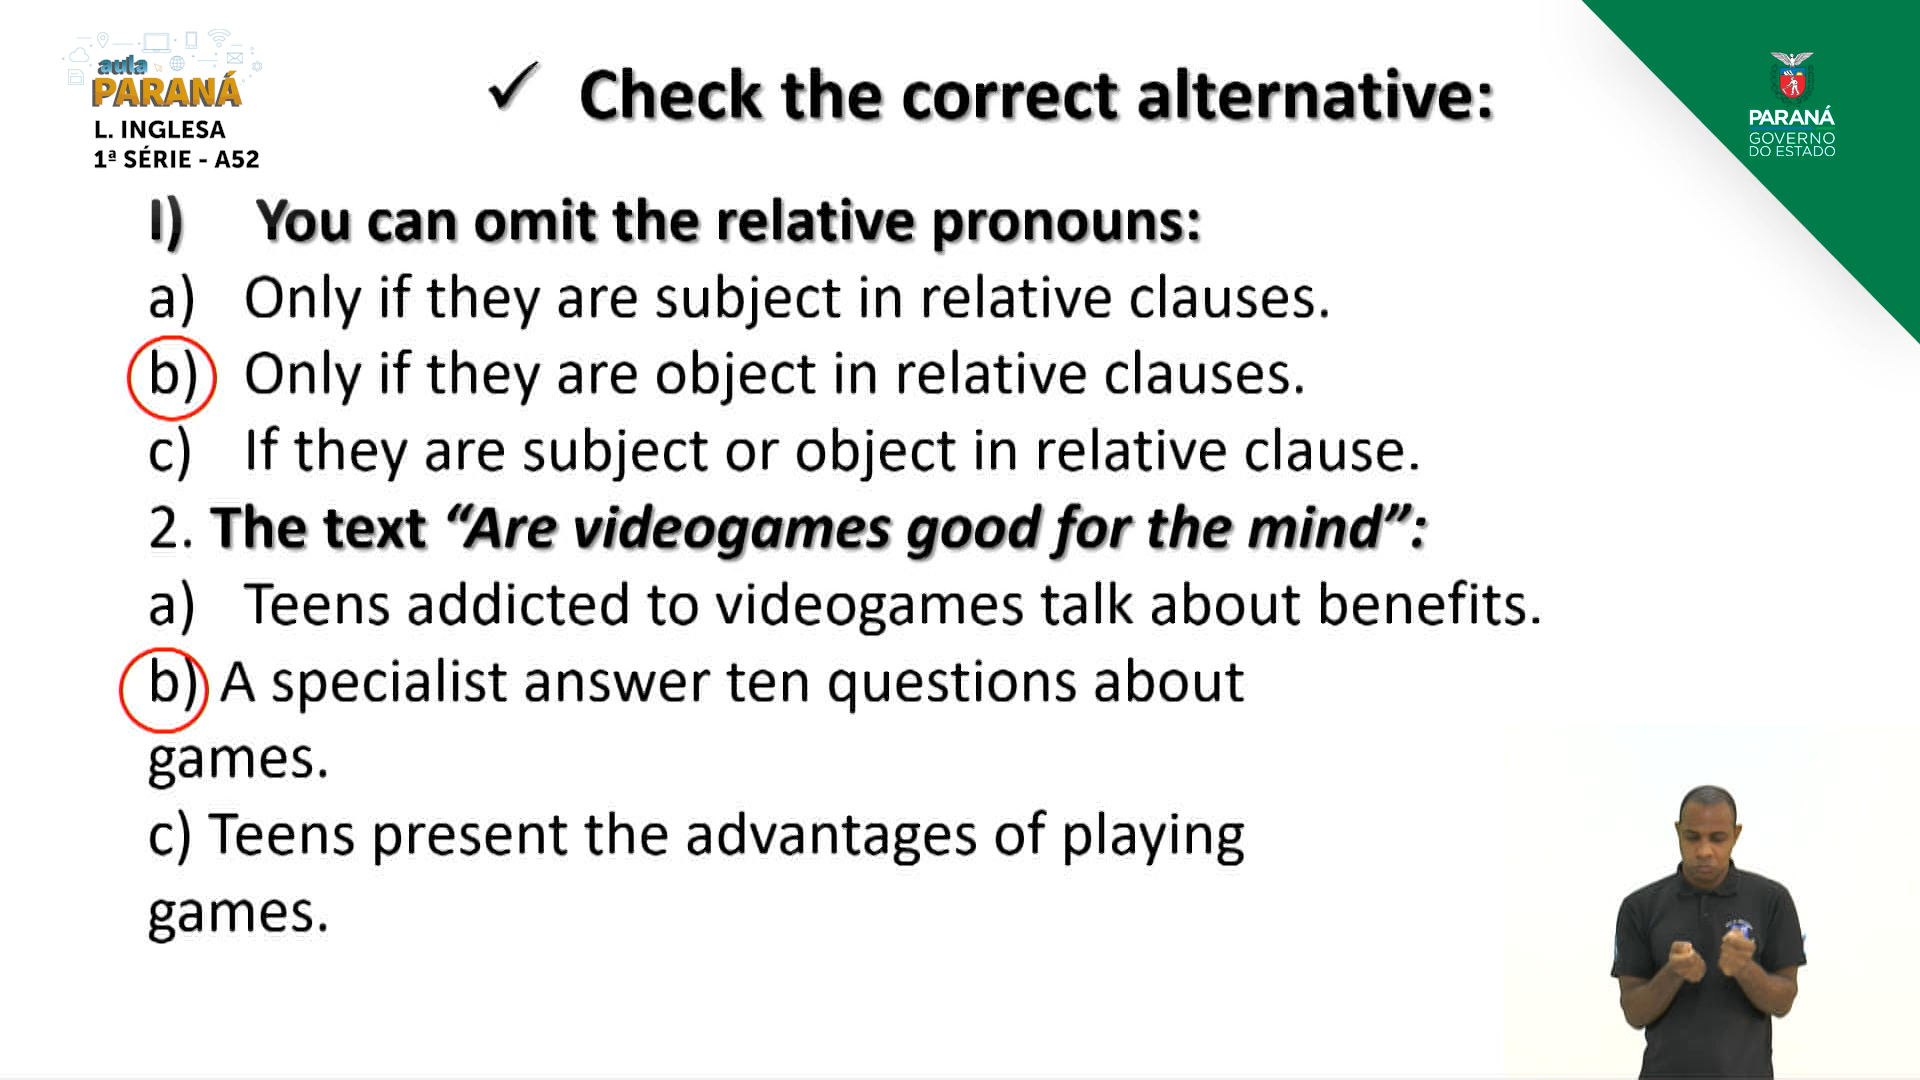 aula
PARANÁ
L. INGLESA
1ª SÉRIE - A52
✓ Check the correct alternative:
PARANÁ
GOVERNO
DO ESTADO
I) You can omit the relative pronouns:
a) Only if they are subject in relative clauses.
b) Only if they are object in relative clauses.
c) If they are subject or object in relative clause.
2. The text “Are videogames good for the mind”:
a) Teens addicted to videogames talk about benefits.
b) A specialist answer ten questions about
games.
c) Teens present the advantages of playing
games.